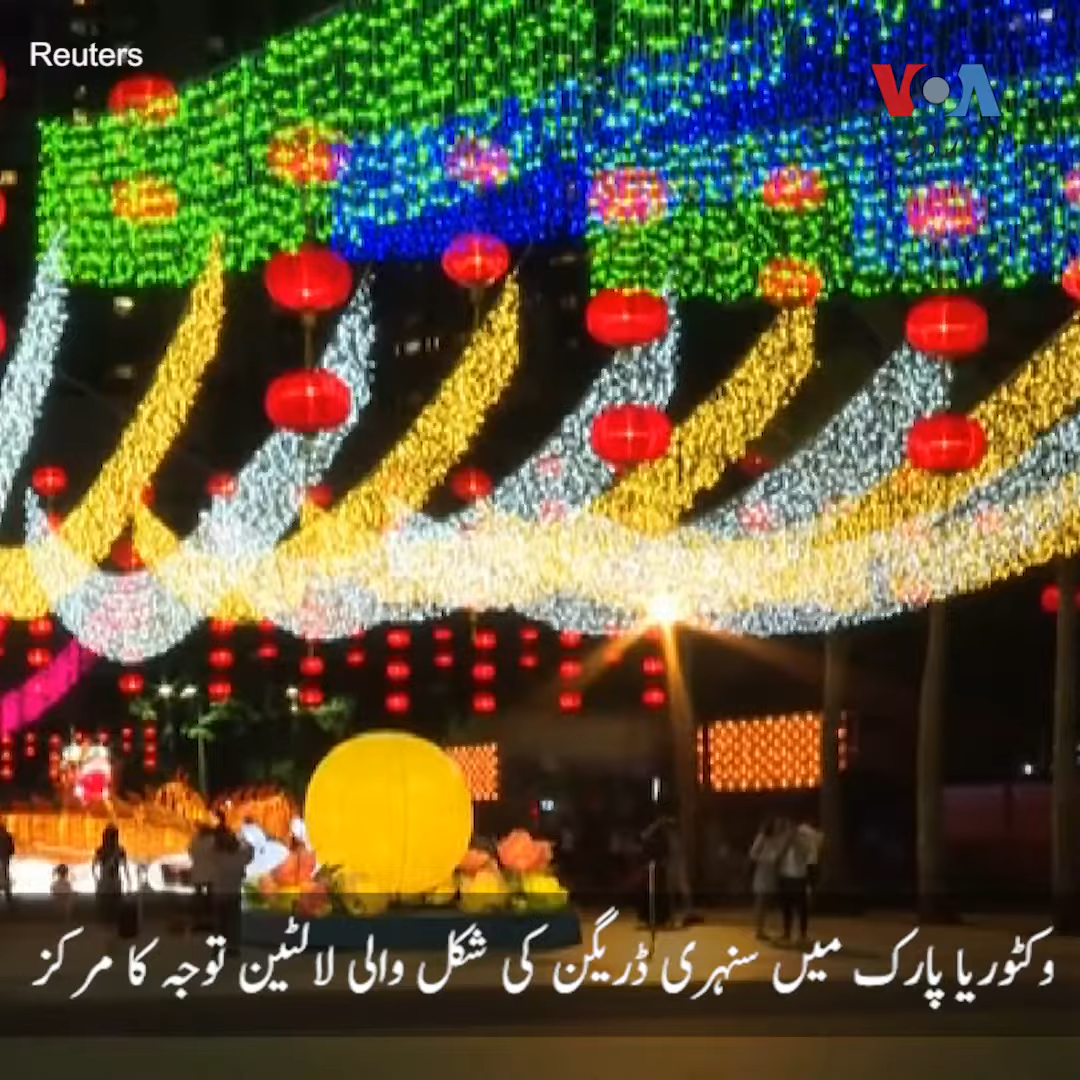 Reuters
VOA
وکٹوریا پارک میں سنہری ڈریگن کی شکل والی لالٹین توجہ کا مرکز